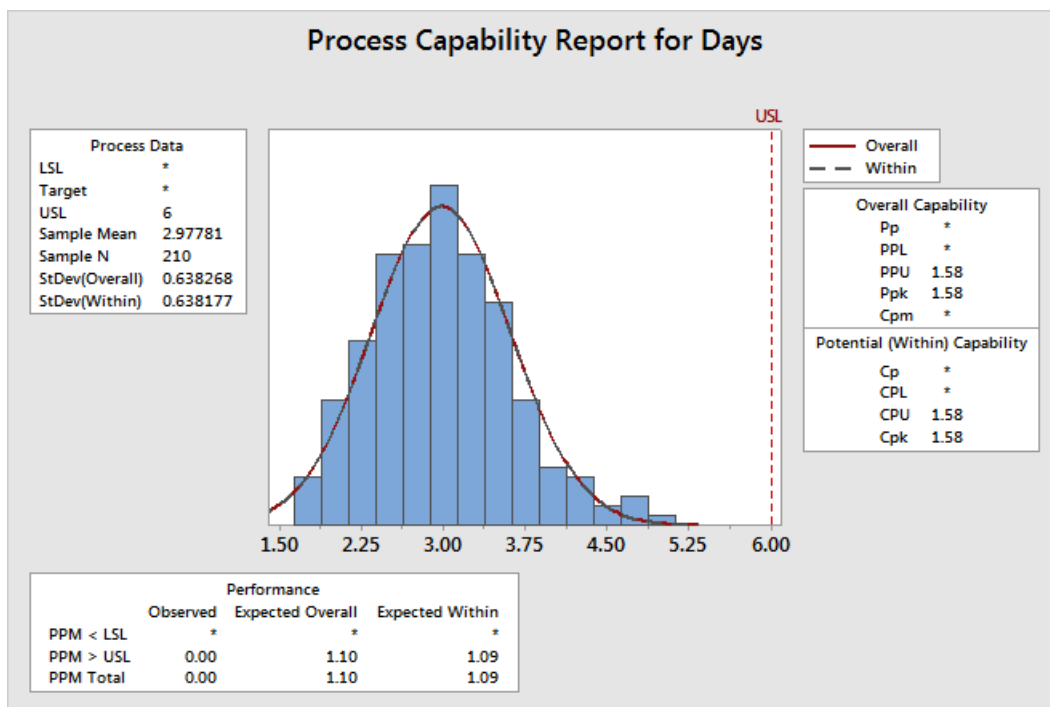 Process Capability Report for Days
USL
Process Data
LSL *
Target *
USL 6
Sample Mean 2.97781
Sample N 210
StDev(Overall) 0.638268
StDev(Within) 0.638177
Overall
Within
Overall Capability
Pp *
PPL *
PPU 1.58
Ppk 1.58
Cpm *
Potential (Within) Capability
Cp *
CPL *
CPU 1.58
Cpk 1.58
1.50 2.25 3.00 3.75 4.50 5.25 6.00
Performance
Observed Expected Overall Expected Within
PPM < LSL * * *
PPM > USL 0.00 1.10 1.09
PPM Total 0.00 1.10 1.09